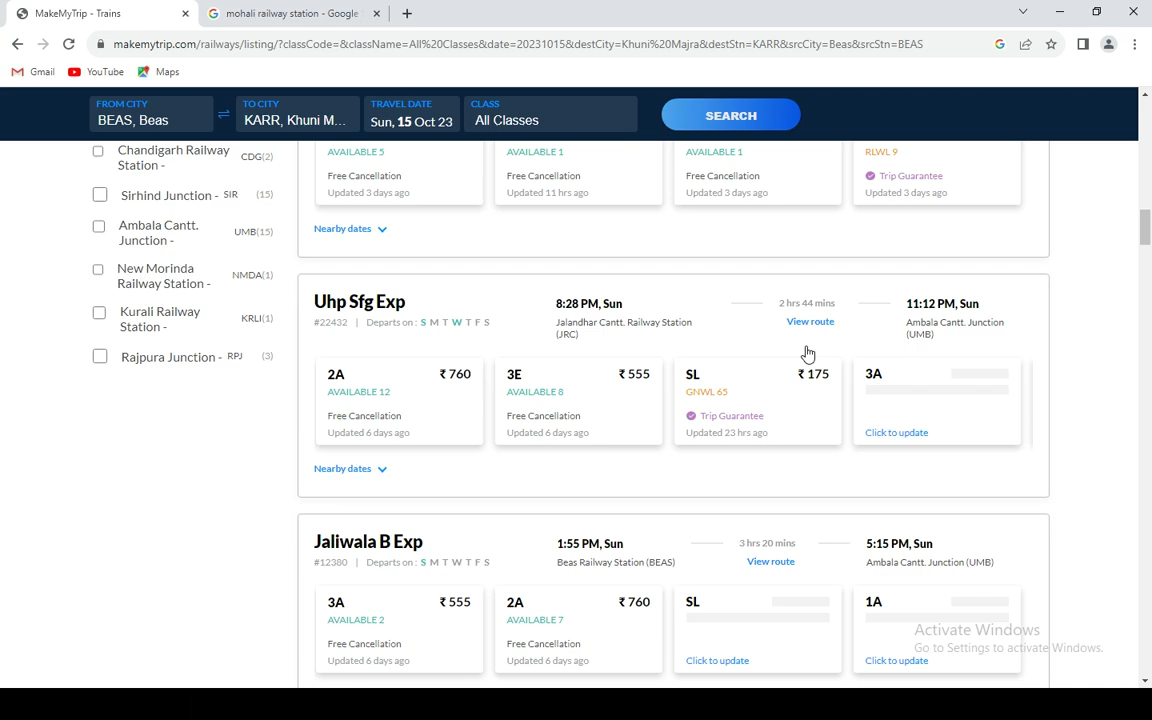 MakeMyTrip - Trains
mohali railway station - Google
makemytrip.com/railways/listing/?classCode=&className=All%20Classes&date=20231015&destCity=Khuni%20Majra&destStn=KARR&srcCity=Beas&srcStn=BEAS
Gmail YouTube Maps
FROM CITY
BEAS, Beas
TO CITY
KARR, Khuni M...
TRAVEL DATE
Sun, 15 Oct 23
CLASS
All Classes
SEARCH
Chandigarh Railway Station - CDG(2)
Sirhind Junction - SIR (15)
Ambala Cantt. Junction - UMB(15)
New Morinda Railway Station - NMDA(1)
Kurali Railway Station - KRLI(1)
Rajpura Junction - RPJ (3)
AVAILABLE 5
Free Cancellation
Updated 3 days ago
AVAILABLE 1
Free Cancellation
Updated 11 hrs ago
AVAILABLE 1
Free Cancellation
Updated 3 days ago
RLWL 9
Trip Guarantee
Updated 3 days ago
Nearby dates
Uhp Sfg Exp
#22432 | Departs on : S M T W T F S
8:28 PM, Sun
Jalandhar Cantt. Railway Station
(JRC)
2 hrs 44 mins
View route
11:12 PM, Sun
Ambala Cantt. Junction
(UMB)
2A ₹ 760
AVAILABLE 12
Free Cancellation
Updated 6 days ago
3E ₹ 555
AVAILABLE 8
Free Cancellation
Updated 6 days ago
SL ₹ 175
GNWL 65
Trip Guarantee
Updated 23 hrs ago
3A
Click to update
Nearby dates
Jaliwala B Exp
#12380 | Departs on : S M T W T F S
1:55 PM, Sun
Beas Railway Station (BEAS)
3 hrs 20 mins
View route
5:15 PM, Sun
Ambala Cantt. Junction (UMB)
3A ₹ 555
AVAILABLE 2
Free Cancellation
Updated 6 days ago
2A ₹ 760
AVAILABLE 7
Free Cancellation
Updated 6 days ago
SL
Click to update
1A
Click to update
Activate Windows
Go to Settings to activate Windows.